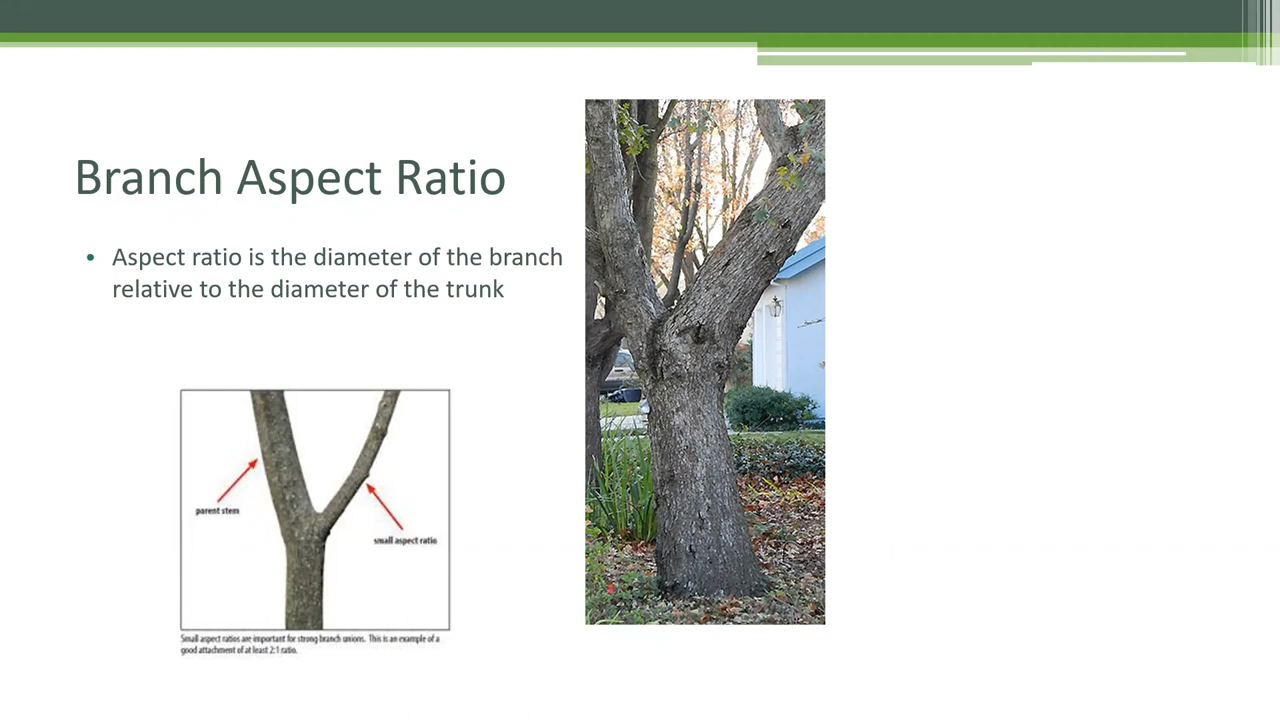 Branch Aspect Ratio
• Aspect ratio is the diameter of the branch
relative to the diameter of the trunk
parent stem
small aspect ratio
Small aspect ratios are important for strong branch unions. This is an example of a
good attachment of at least 2:1 ratio.